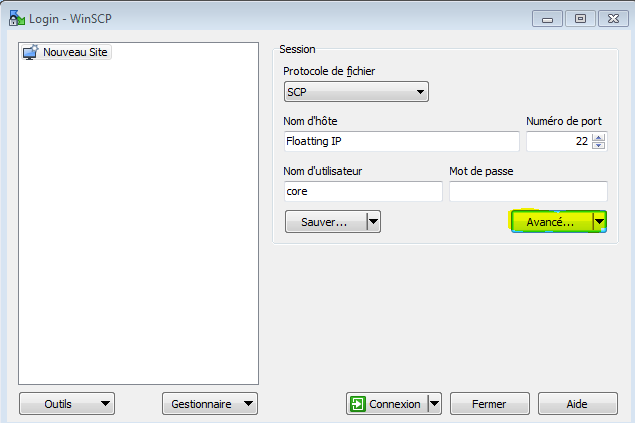 Login - WinSCP
Nouveau Site
Session
Protocole de fichier
SCP
Nom d'hôte
Numéro de port
Floatting IP
22
Nom d'utilisateur
Mot de passe
core
Sauver...
Avancé...
Outils
Gestionnaire
Connexion
Fermer
Aide